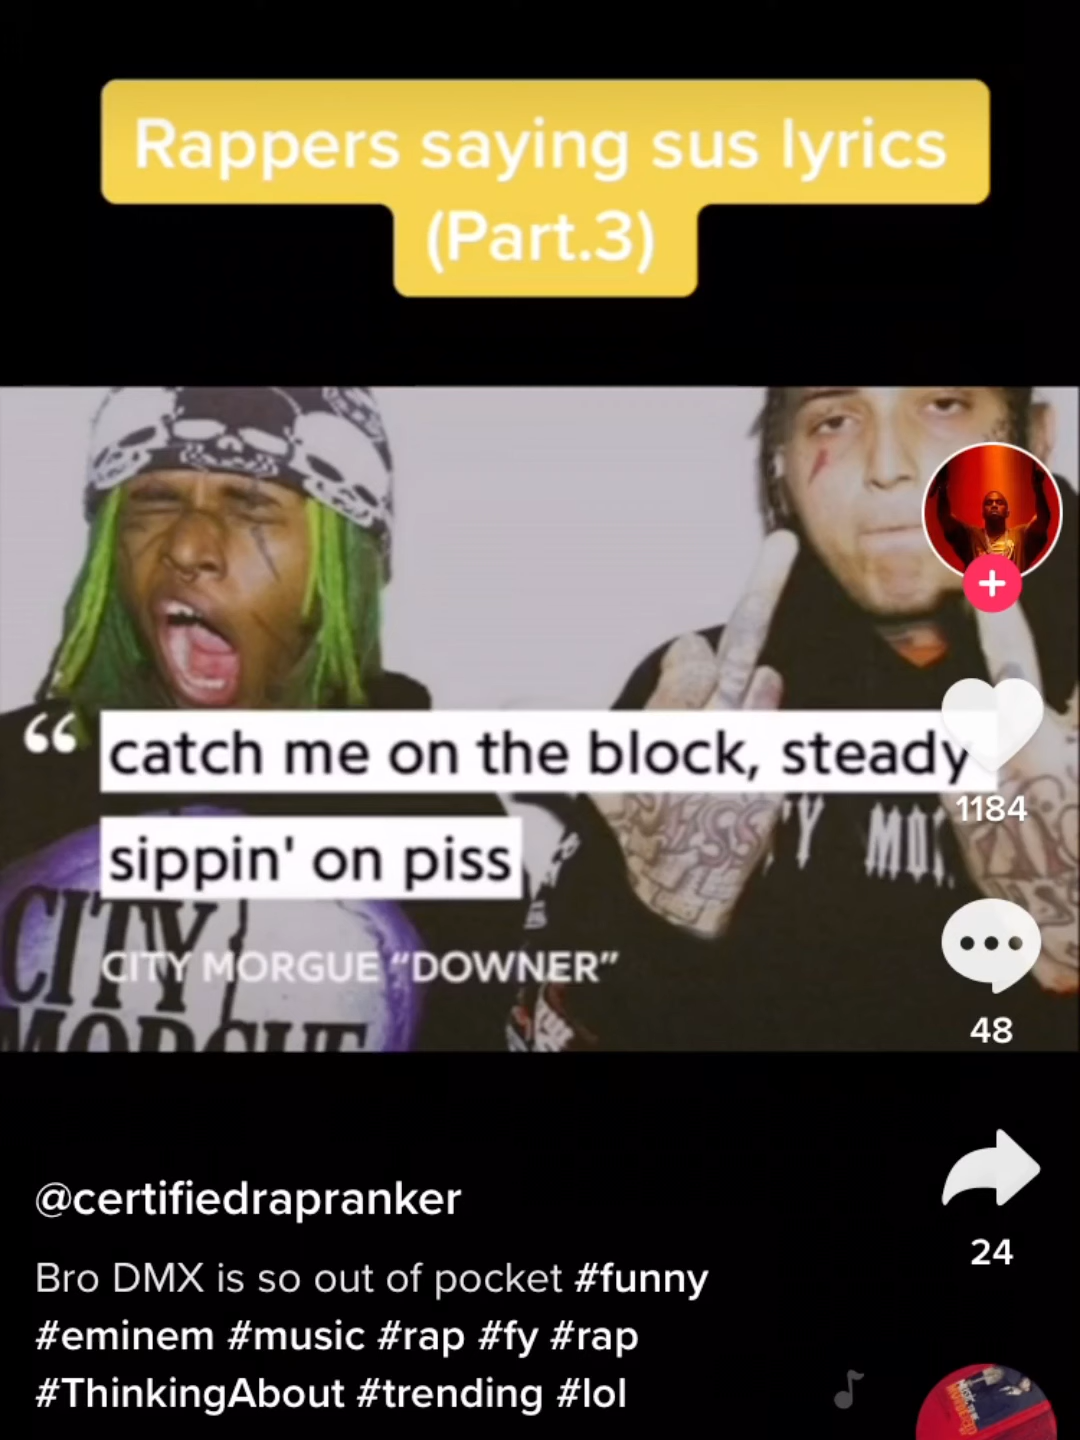 Rappers saying sus lyrics
(Part.3)
“ catch me on the block, steady
sippin' on piss
CITY MORGUE “DOWNER”
CITY
MORGUE
1184
48
24
@certifiedrapranker
Bro DMX is so out of pocket #funny
#eminem #music #rap #fy #rap
#ThinkingAbout #trending #lol